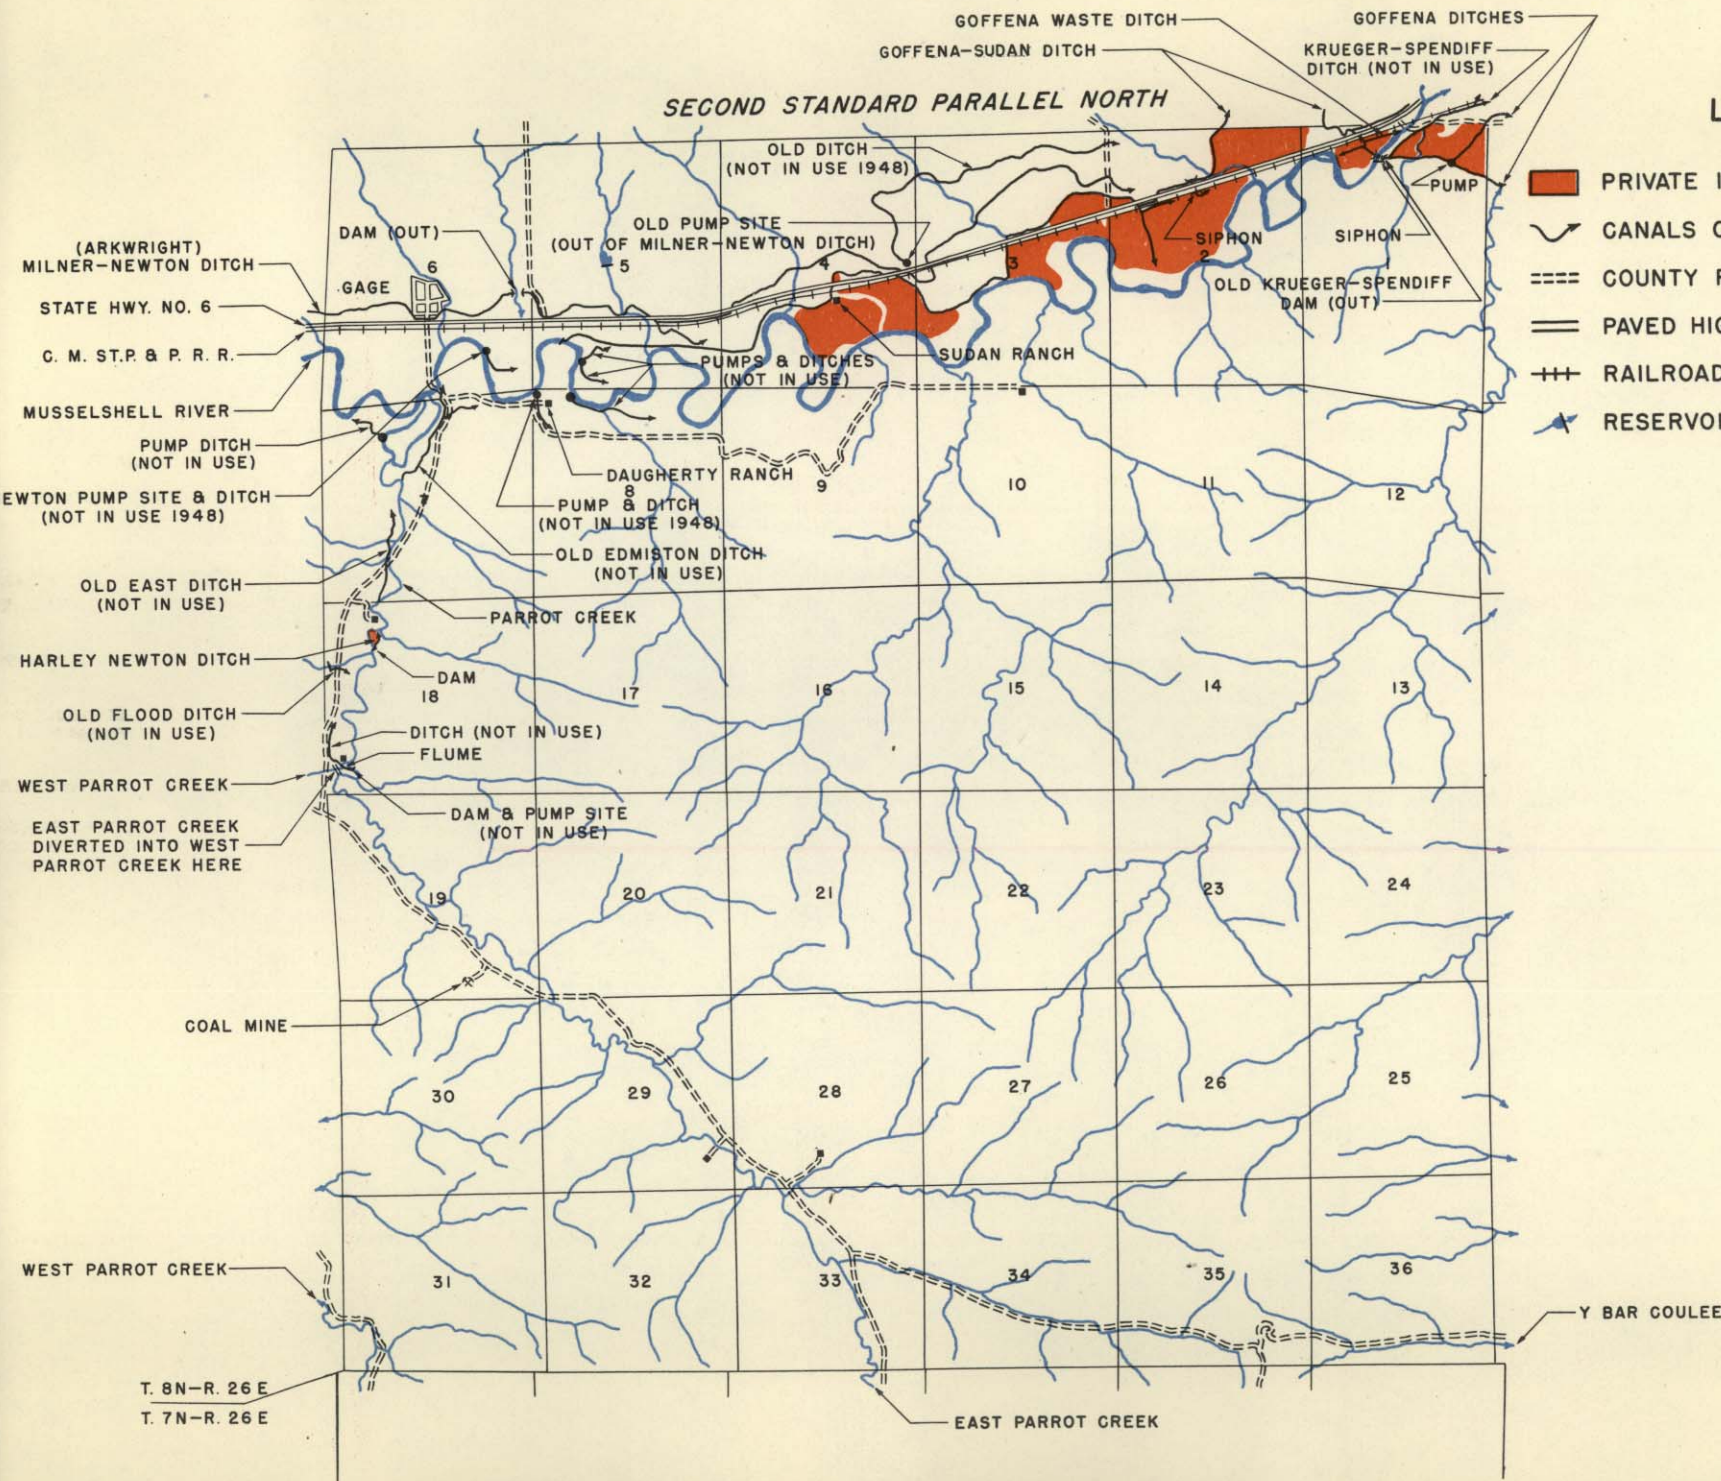 GOFFENA WASTE DITCH
GOFFENA DITCHES
GOFFENA-SUDAN DITCH
KRUEGER-SPENDIFF
DITCH (NOT IN USE)
SECOND STANDARD PARALLEL NORTH
L
OLD DITCH
(NOT IN USE 1948)
PUMP
PRIVATE
CANALS
COUNTY
PAVED
RAILROAD
RESERVOI
DAM (OUT)
OLD PUMP SITE
(OUT OF MILNER-NEWTON DITCH)
SIPHON
SIPHON
(ARKWRIGHT)
MILNER-NEWTON DITCH
GAGE
6
5
4
3
2
1
OLD KRUEGER-SPENDIFF
DAM (OUT)
STATE HWY. NO. 6
C. M. ST.P. & P. R. R.
PUMPS & DITCHES
(NOT IN USE)
SUDAN RANCH
MUSSELSHELL RIVER
PUMP DITCH
(NOT IN USE)
DAUGHERTY RANCH
8
9
10
11
12
EWTON PUMP SITE & DITCH
(NOT IN USE 1948)
PUMP & DITCH
(NOT IN USE 1948)
OLD EDMISTON DITCH
(NOT IN USE)
OLD EAST DITCH
(NOT IN USE)
PARROT CREEK
HARLEY NEWTON DITCH
DAM
18
17
16
15
14
13
OLD FLOOD DITCH
(NOT IN USE)
DITCH (NOT IN USE)
FLUME
WEST PARROT CREEK
DAM & PUMP SITE
(NOT IN USE)
EAST PARROT CREEK
DIVERTED INTO WEST
PARROT CREEK HERE
19
20
21
22
23
24
COAL MINE
30
29
28
27
26
25
WEST PARROT CREEK
31
32
33
34
35
36
Y BAR COULEE
T. 8N-R. 26 E
T. 7N-R. 26 E
EAST PARROT CREEK